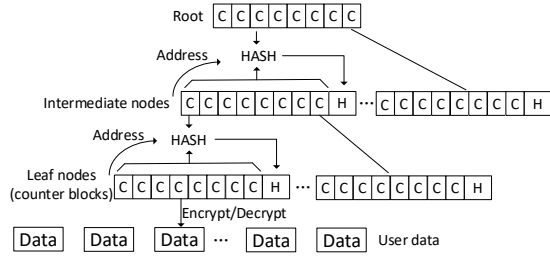 Root C C C C C C C C
Address HASH
Intermediate nodes C C C C C C C C H ... C C C C C C C C H
Address HASH
Leaf nodes
(counter blocks) C C C C C C C C H ... C C C C C C C C H
Encrypt/Decrypt
Data Data Data ... Data Data User data